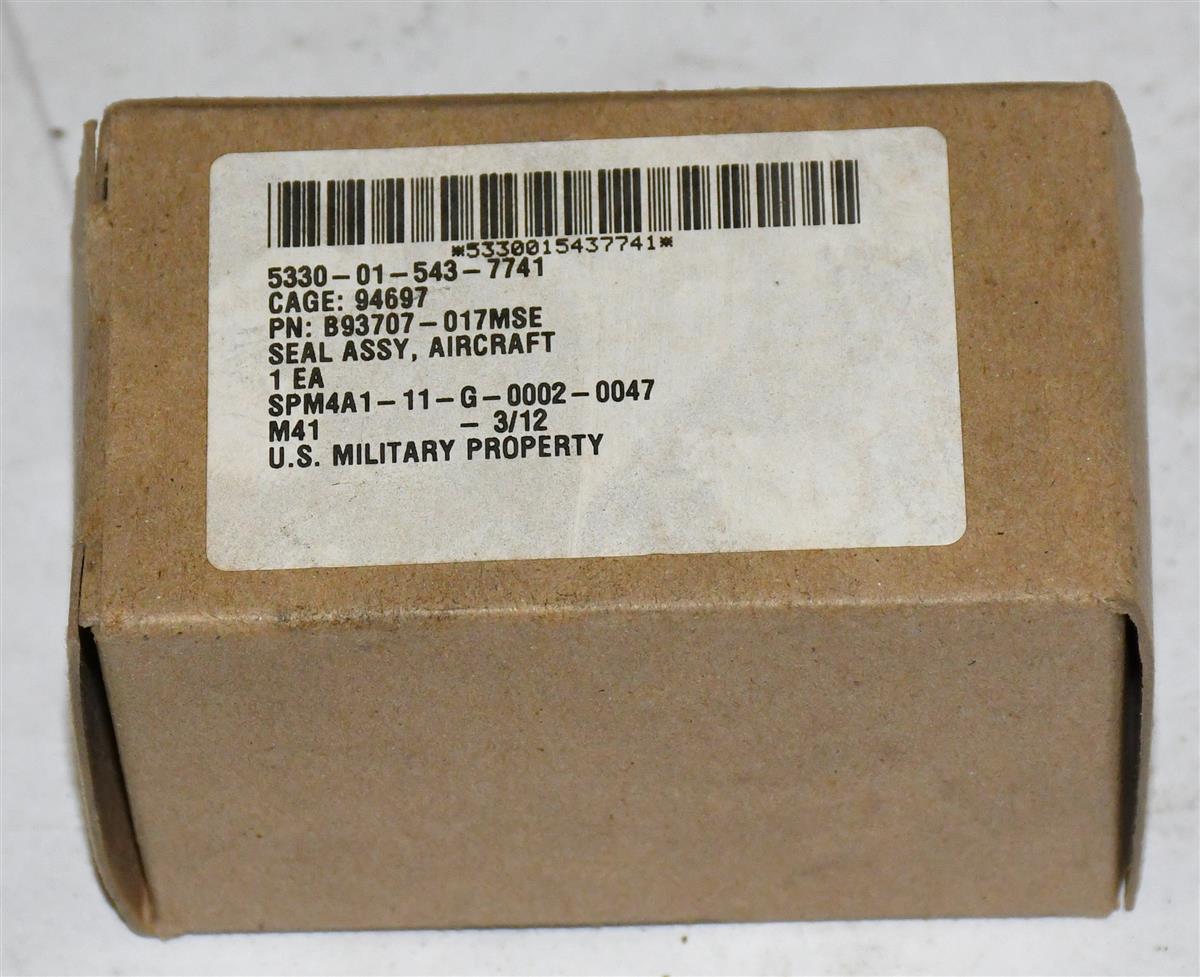 *5330015437741*
5330-01-543-7741
CAGE: 94697
PN: B93707-017MSE
SEAL ASSY, AIRCRAFT
1 EA
SPM4A1-11-G-0002-0047
M41 - 3/12
U.S. MILITARY PROPERTY